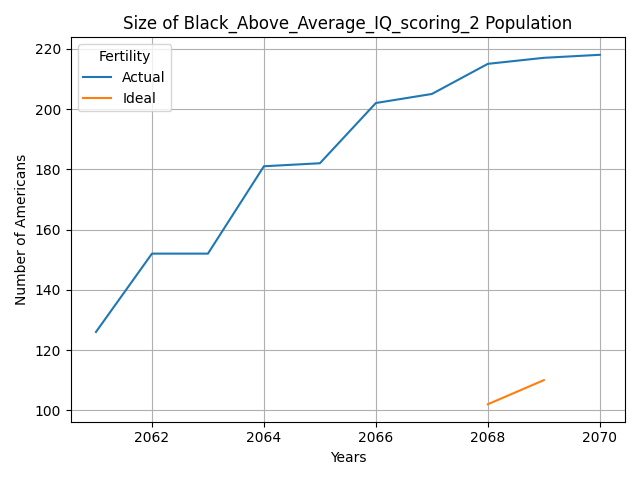 Size of Black_Above_Average_IQ_scoring_2 Population
Fertility
Actual
Ideal
220
200
180
160
140
120
100
Number of Americans
2062
2064
2066
2068
2070
Years